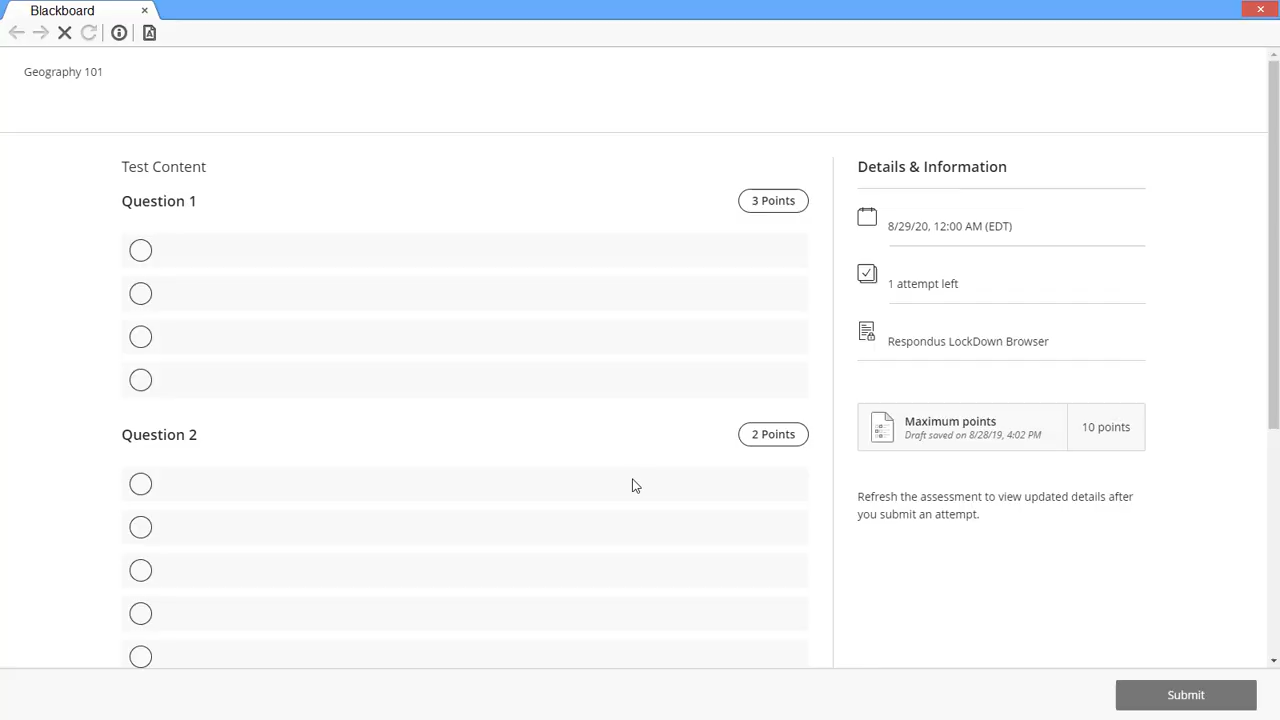 Blackboard
Geography 101
Test Content
Details & Information
Question 1
3 Points
8/29/20, 12:00 AM (EDT)
1 attempt left
Respondus LockDown Browser
Maximum points
Draft saved on 8/28/19, 4:02 PM
10 points
Question 2
2 Points
Refresh the assessment to view updated details after
you submit an attempt.
Submit